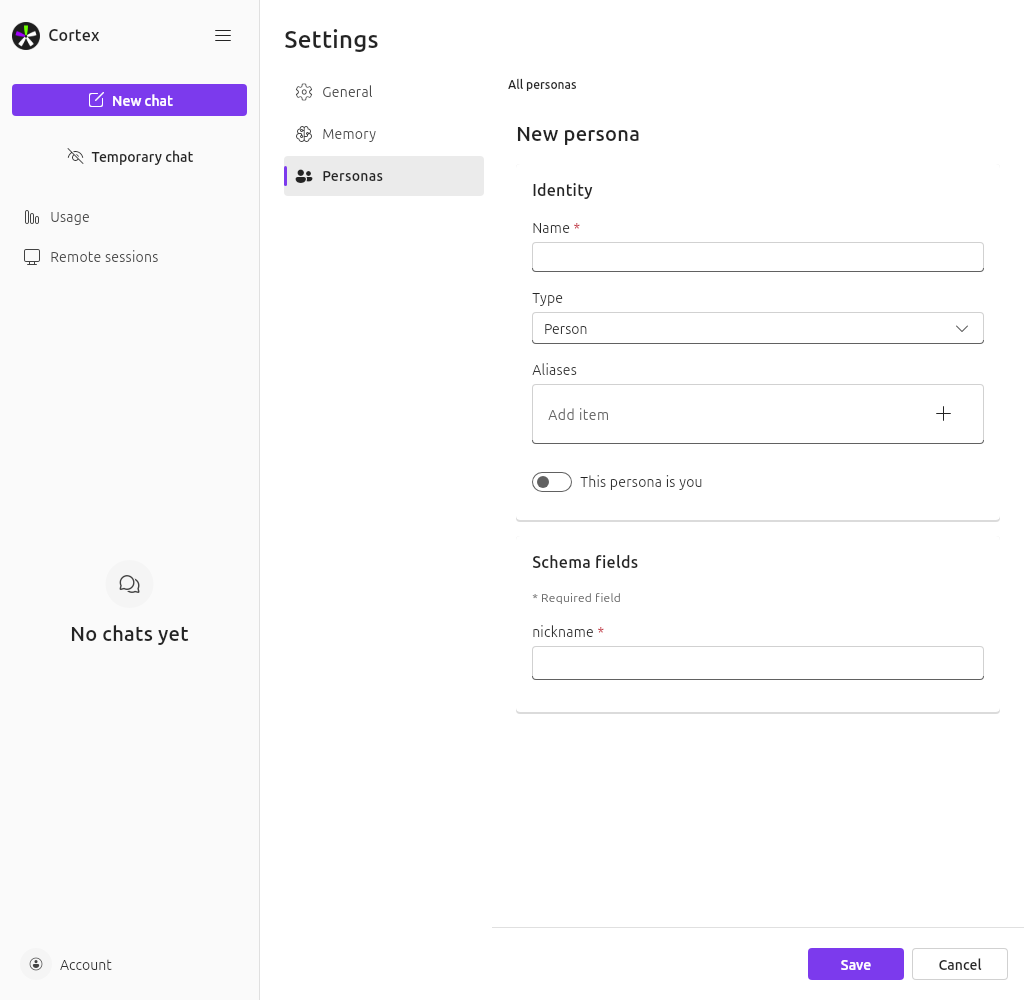 Cortex
New chat
Temporary chat
Usage
Remote sessions
No chats yet
Account
Settings
General
Memory
Personas
All personas
New persona
Identity
Name *
Type
Person
Aliases
Add item
This persona is you
Schema fields
* Required field
nickname *
Save
Cancel